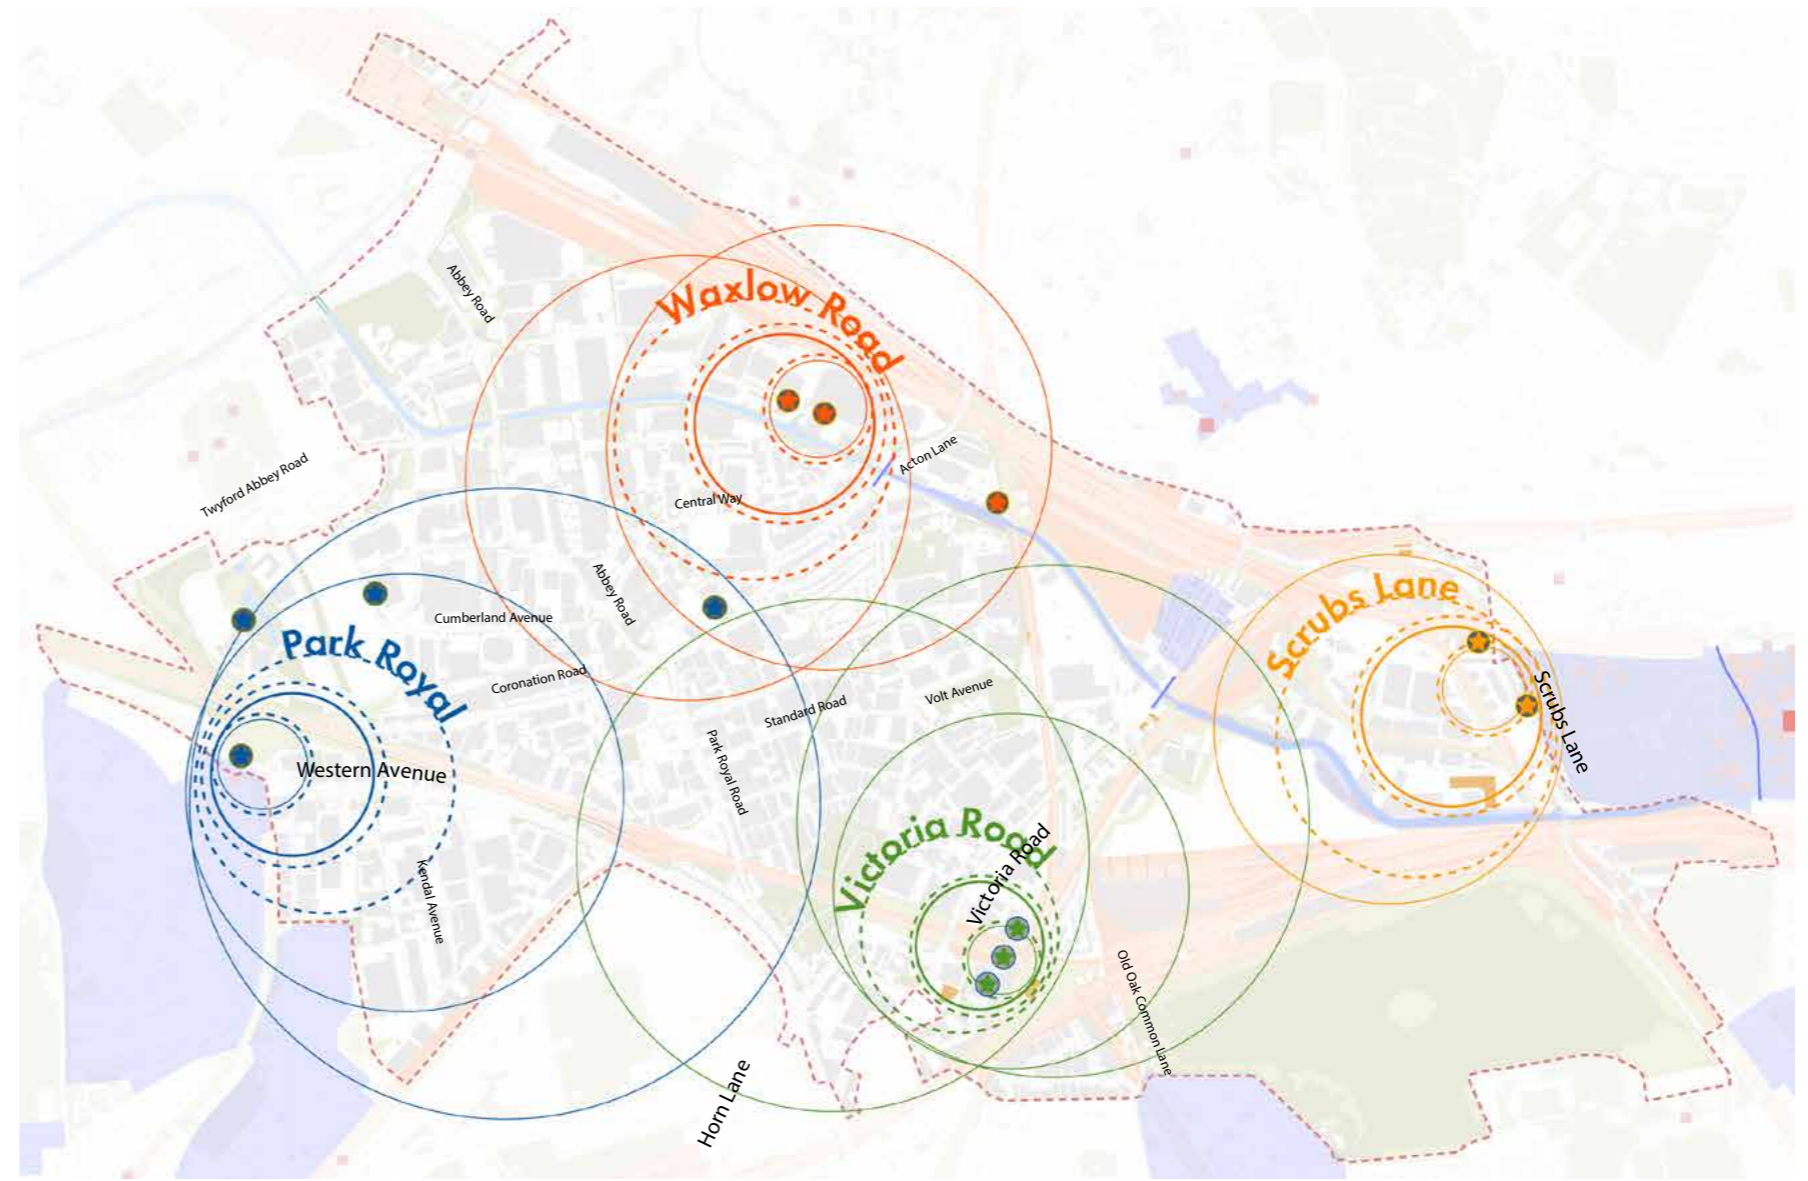 Abbey Road
Waxlow Road
Acton Lane
Twyford Abbey Road
Central Way
Abbey Road
Cumberland Avenue
Scrubs Lane
Park Royal
Coronation Road
Volt Avenue
Standard Road
Scrubs Lane
Park Royal Road
Western Avenue
Victoria Road
Victoria Road
Kendal Avenue
Old Oak Common Lane
Horn Lane